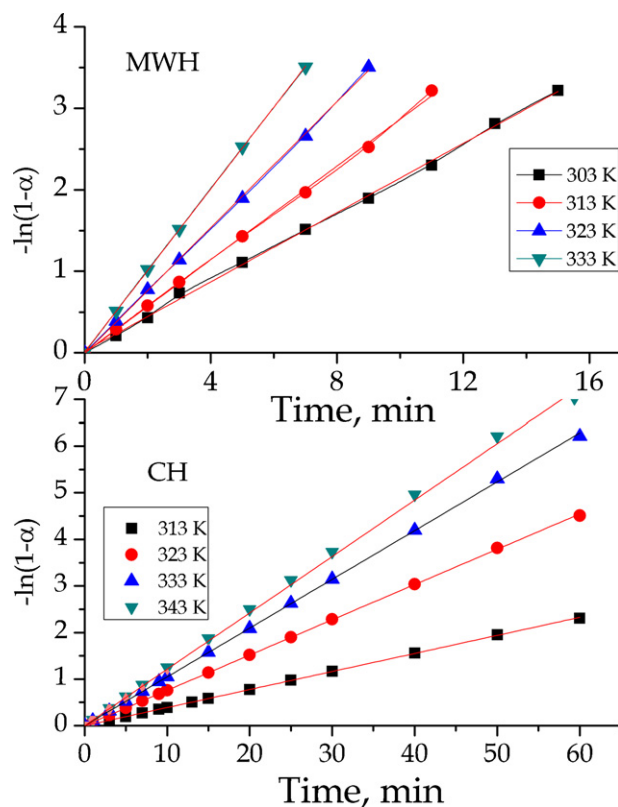 4
3
2
1
0
-ln(1-α)
MWH
303 K
313 K
323 K
333 K
0 4 8 12 16
Time, min
7
6
5
4
3
2
1
0
-ln(1-α)
CH
313 K
323 K
333 K
343 K
0 10 20 30 40 50 60
Time, min